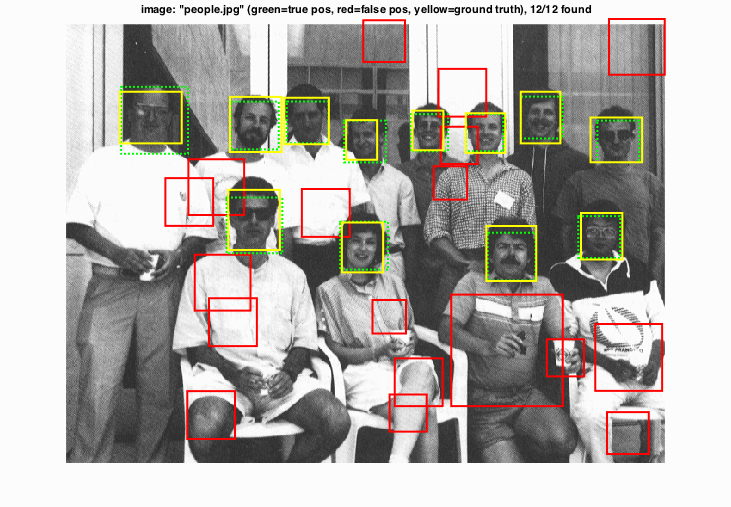 image: "people.jpg" (green=true pos, red=false pos, yellow=ground truth), 12/12 found